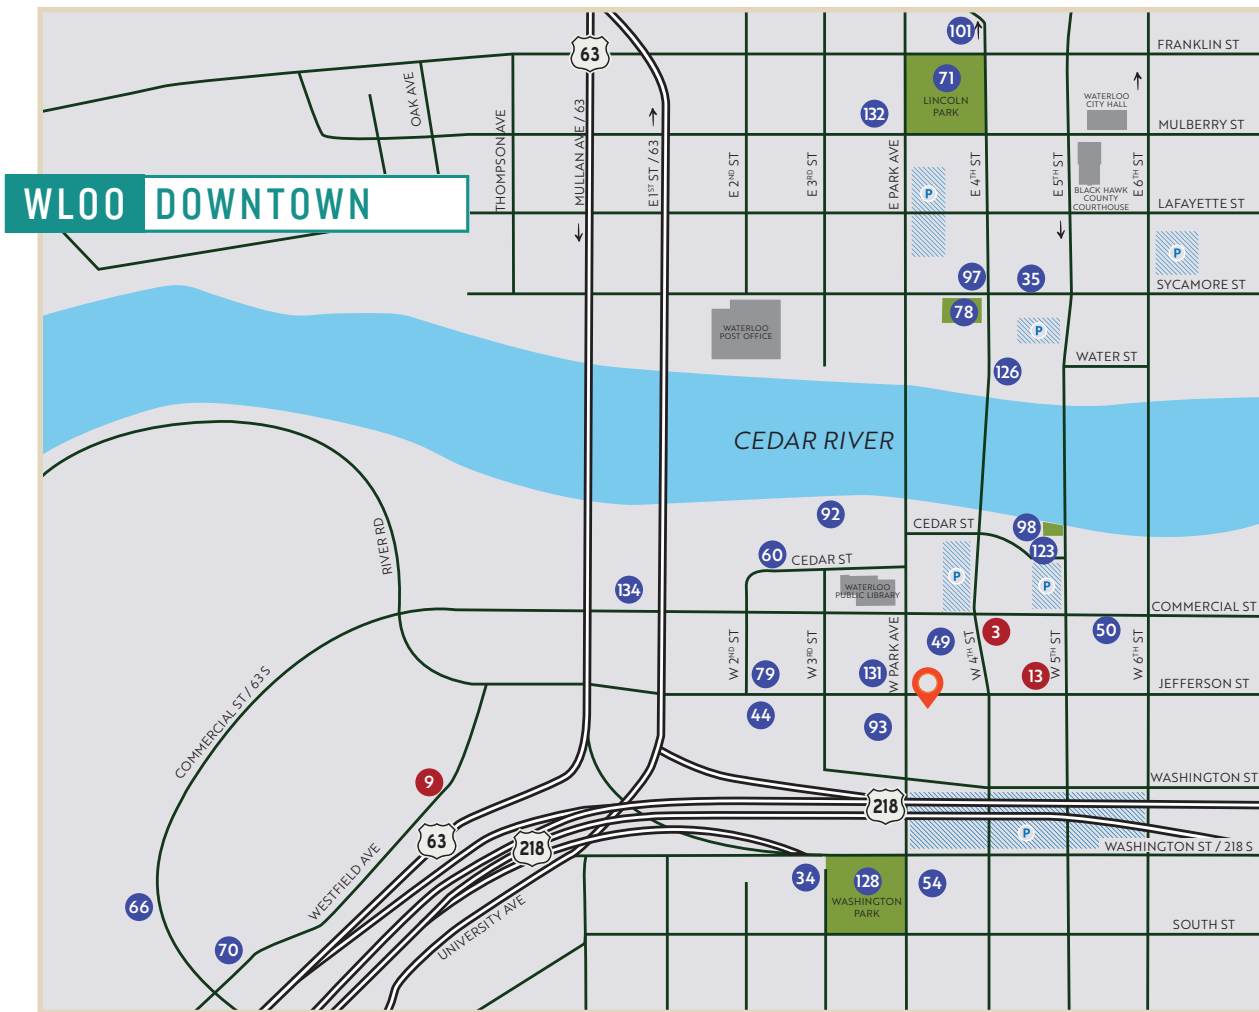 101
FRANKLIN ST
63
71
LINCOLN
PARK
OAK AVE
WATERLOO
CITY HALL
132
MULBERRY ST
THOMPSON AVE
MULLAN AVE / 63
E 1ST ST / 63
E 2ND ST
E 3RD ST
E PARK AVE
E 4TH ST
E 5TH ST
E 6TH ST
P
BLACK HAWK
COUNTY
COURTHOUSE
WLOO DOWNTOWN
LAFAYETTE ST
P
97
35
SYCAMORE ST
78
WATERLOO
POST OFFICE
P
WATER ST
126
CEDAR RIVER
92
CEDAR ST
98
123
RIVER RD
60
CEDAR ST
134
WATERLOO
PUBLIC LIBRARY
P
P
COMMERCIAL ST
W 2ND ST
W 3RD ST
W PARK AVE
49
W 4TH ST
3
W 5TH ST
50
W 6TH ST
79
131
13
JEFFERSON ST
COMMERCIAL ST / 63 S
44
93
9
WASHINGTON ST
218
63
218
P
WASHINGTON ST / 218 S
WESTFIELD AVE
34
128
WASHINGTON
PARK
54
66
UNIVERSITY AVE
SOUTH ST
70